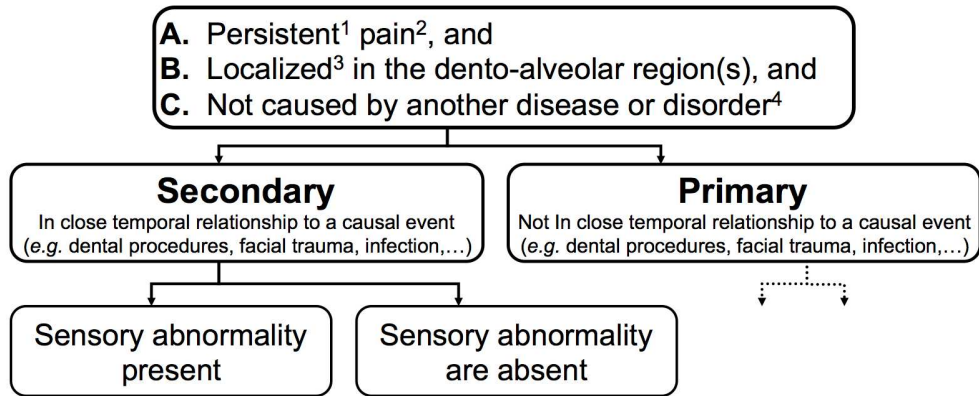 A. Persistent¹ pain², and
B. Localized³ in the dento-alveolar region(s), and
C. Not caused by another disease or disorder⁴
Secondary
In close temporal relationship to a causal event
(e.g. dental procedures, facial trauma, infection,…)
Primary
Not In close temporal relationship to a causal event
(e.g. dental procedures, facial trauma, infection,…)
Sensory abnormality
present
Sensory abnormality
are absent